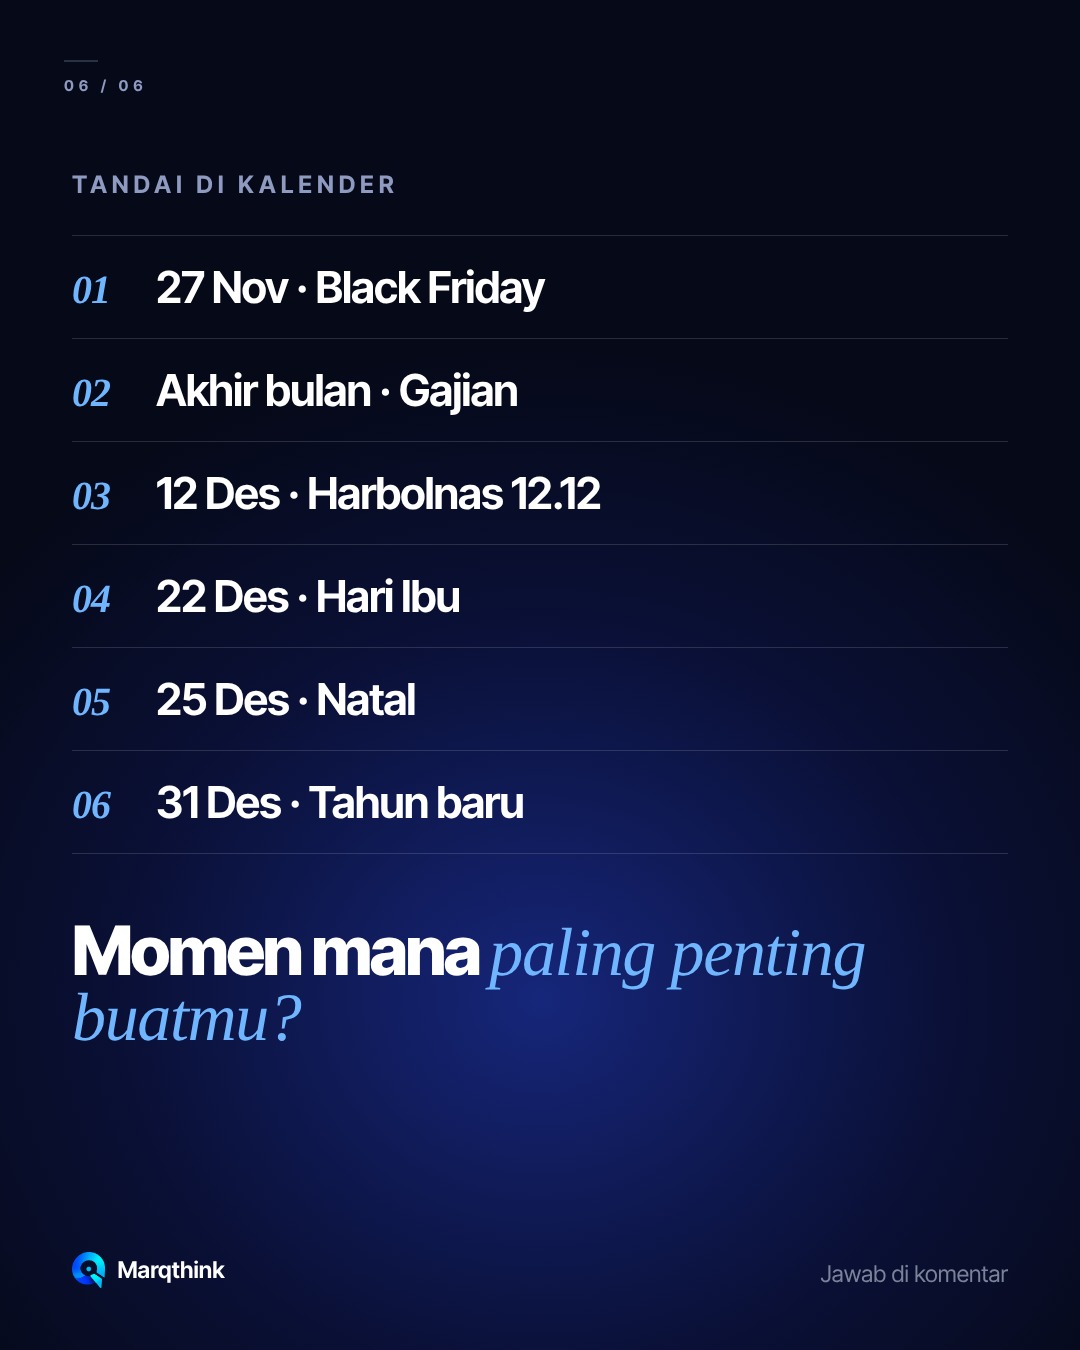 06 / 06
TANDAI DI KALENDER
01 27 Nov · Black Friday
02 Akhir bulan · Gajian
03 12 Des · Harbolnas 12.12
04 22 Des · Hari Ibu
05 25 Des · Natal
06 31 Des · Tahun baru
Momen mana paling penting
buatmu?
Marqthink
Jawab di komentar